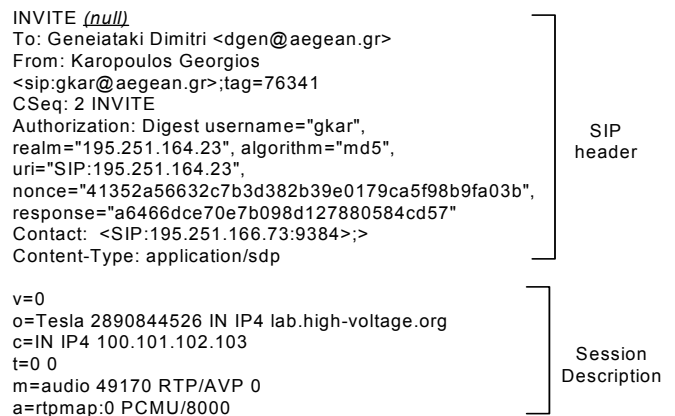 INVITE (null)
To: Geneiataki Dimitri <dgen@aegean.gr>
From: Karopoulos Georgios
<sip:gkar@aegean.gr>;tag=76341
CSeq: 2 INVITE
Authorization: Digest username="gkar",
realm="195.251.164.23", algorithm="md5",
uri="SIP:195.251.164.23",
nonce="41352a56632c7b3d382b39e0179ca5f98b9fa03b",
response="a6466dce70e7b098d127880584cd57"
Contact: <SIP:195.251.166.73:9384>;>
Content-Type: application/sdp
SIP
header
v=0
o=Tesla 2890844526 IN IP4 lab.high-voltage.org
c=IN IP4 100.101.102.103
t=0 0
m=audio 49170 RTP/AVP 0
a=rtpmap:0 PCMU/8000
Session
Description